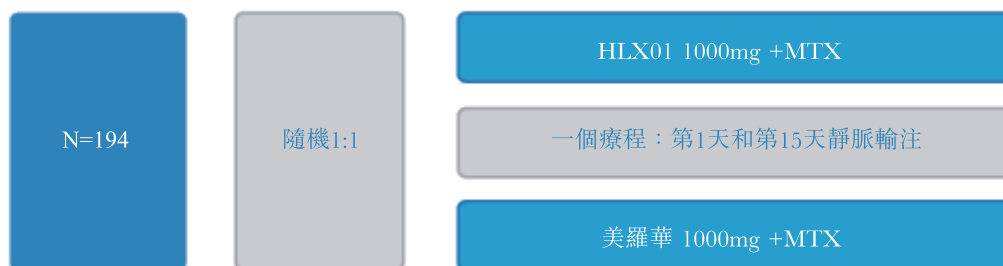 N=194
隨機1:1
HLX01 1000mg +MTX
一個療程：第1天和第15天靜脈輸注
美羅華 1000mg +MTX